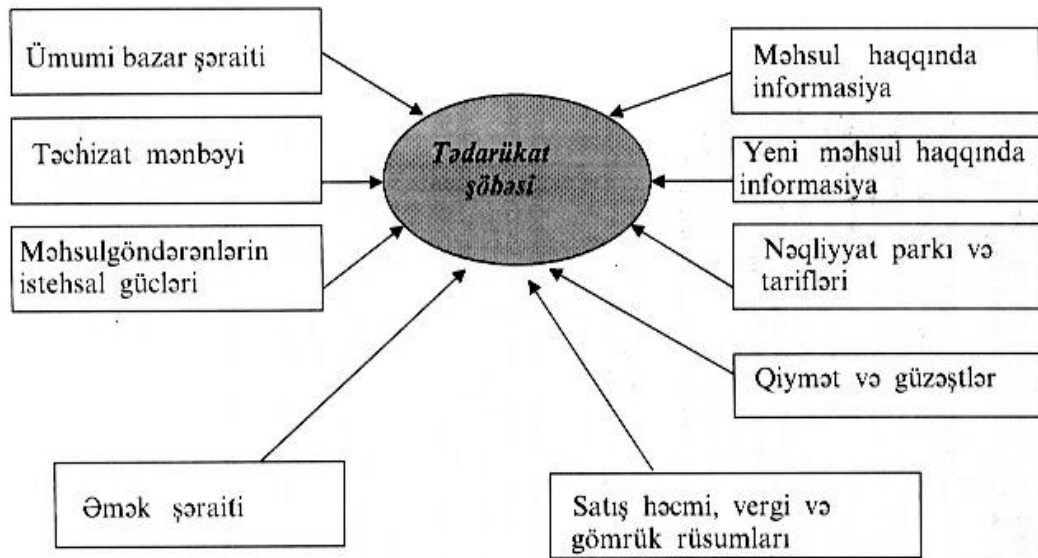 Ümumi bazar şəraiti
Təchizat mənbəyi
Məhsulgöndərənlərin
istehsal gücləri
Əmək şəraiti
Tədarükat
şöbəsi
Məhsul haqqında
informasiya
Yeni məhsul haqqında
informasiya
Nəqliyyat parkı və
tarifləri
Qiymət və güzəştlər
Satış həcmi, vergi və
gömrük rüsumları